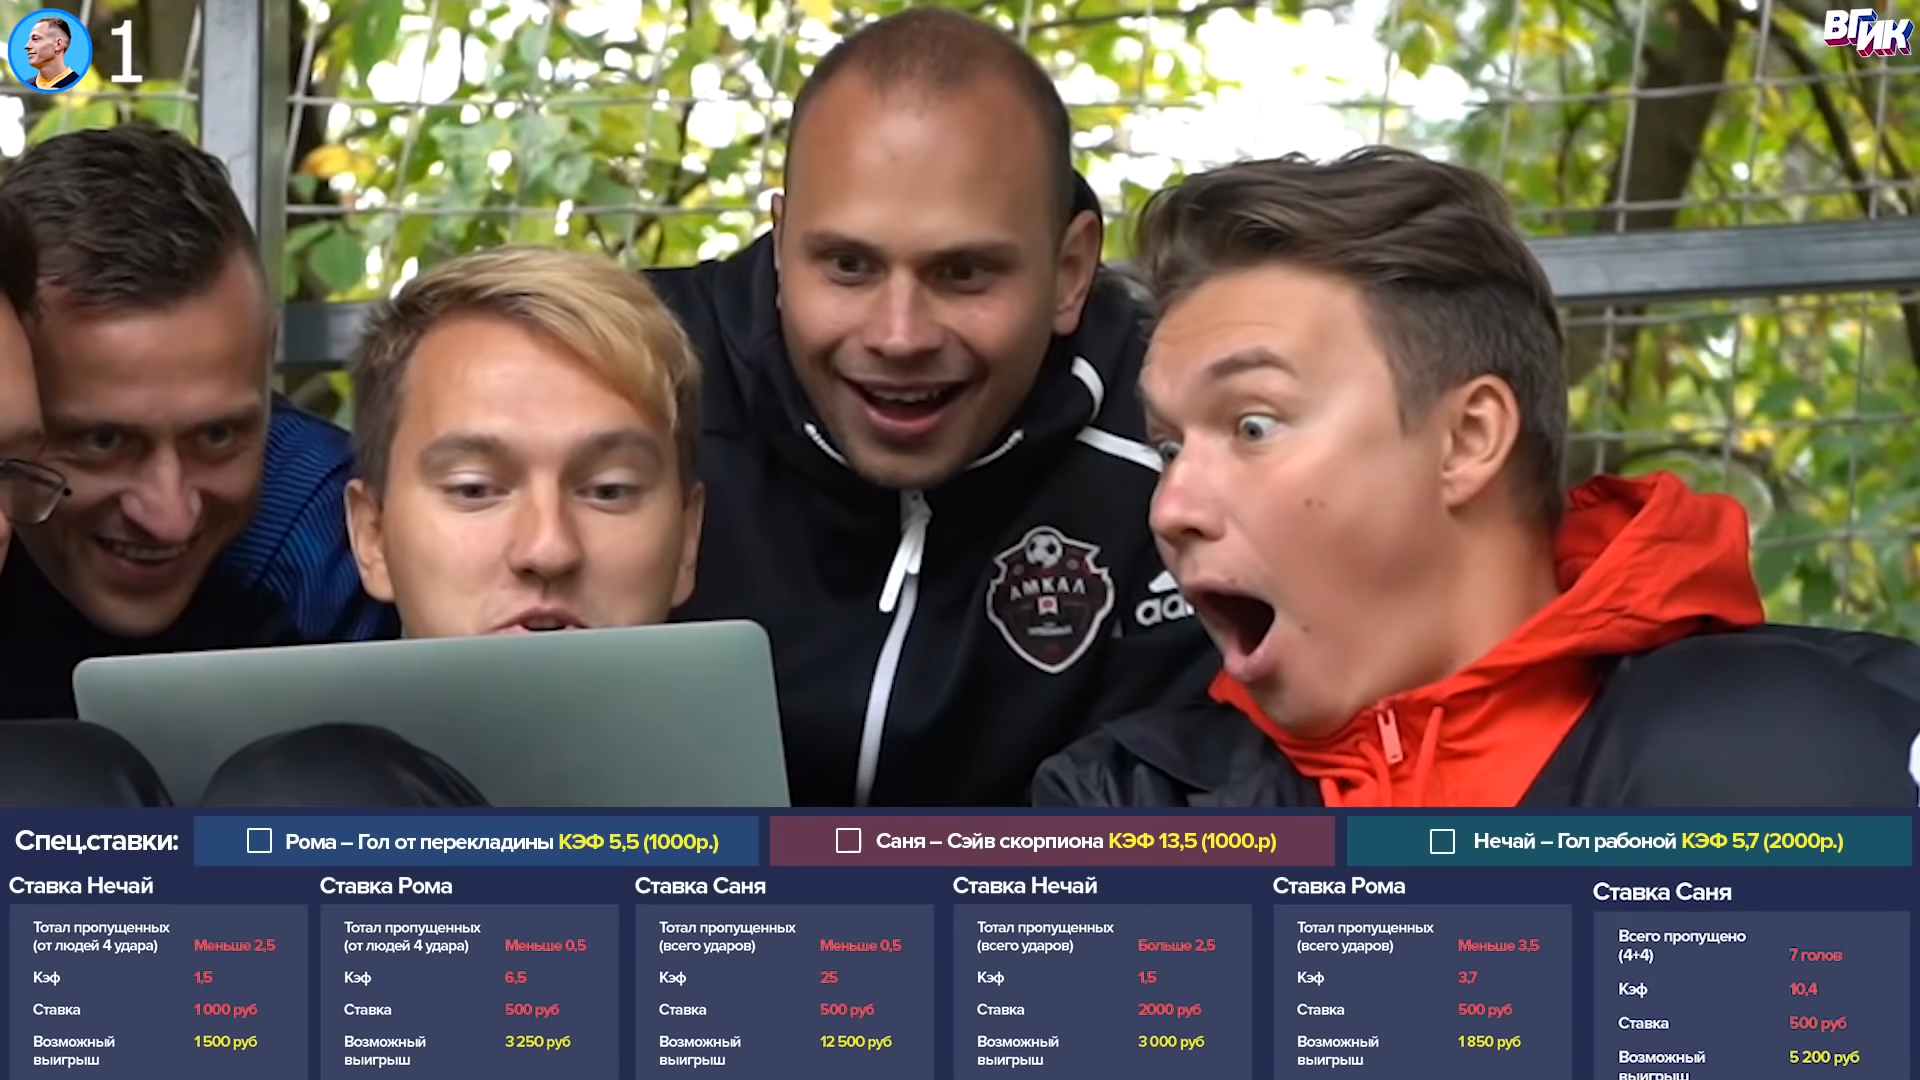 1
ВГИК
АМКАЛ
adi
Спец.ставки:
Рома – Гол от перекладины КЭФ 5,5 (1000р.)
Саня – Сэйв скорпиона КЭФ 13,5 (1000.р)
Нечай – Гол рабоной КЭФ 5,7 (2000р.)
Ставка Нечай
Тотал пропущенных
(от людей 4 удара) Меньше 2,5
Кэф 1,5
Ставка 1 000 руб
Возможный 1 500 руб
выигрыш
Ставка Рома
Тотал пропущенных
(от людей 4 удара) Меньше 0,5
Кэф 6,5
Ставка 500 руб
Возможный 3 250 руб
выигрыш
Ставка Саня
Тотал пропущенных
(всего ударов) Меньше 0,5
Кэф 25
Ставка 500 руб
Возможный 12 500 руб
выигрыш
Ставка Нечай
Тотал пропущенных
(всего ударов) Больше 2,5
Кэф 1,5
Ставка 2000 руб
Возможный 3 000 руб
выигрыш
Ставка Рома
Тотал пропущенных
(всего ударов) Меньше 3,5
Кэф 3,7
Ставка 500 руб
Возможный 1 850 руб
выигрыш
Ставка Саня
Всего пропущено
(4+4) 7 голов
Кэф 10,4
Ставка 500 руб
Возможный 5 200 руб
выигрыш